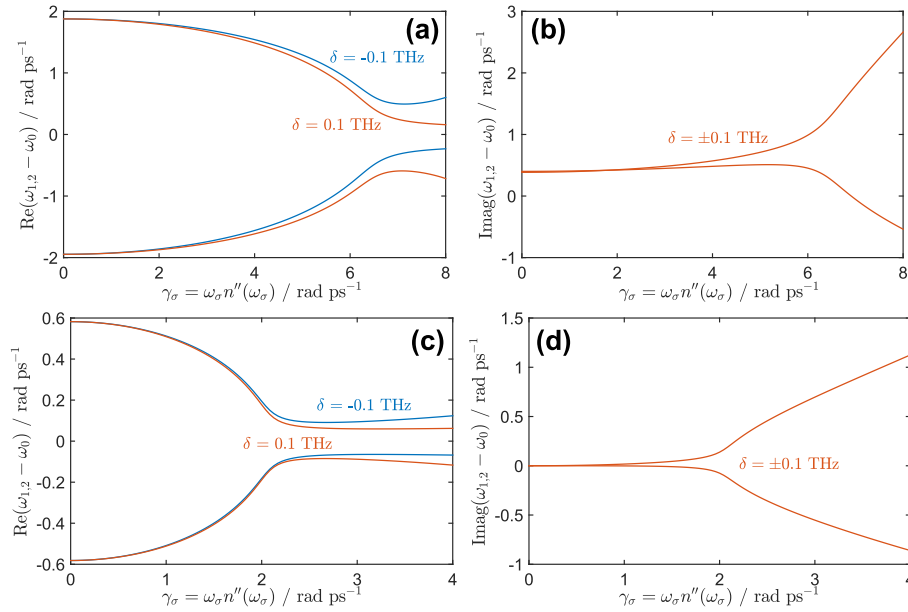 (a)
3
2
1
0
-1
-2
0
2
4
6
8
δ = -0.1 THz
δ = 0.1 THz
Re(ω₁,₂ − ω₀) / rad ps⁻¹
γσ = ωσn″(ωσ) / rad ps⁻¹
(b)
3
2
1
0
-1
0
2
4
6
8
δ = ±0.1 THz
Imag(ω₁,₂ − ω₀) / rad ps⁻¹
γσ = ωσn″(ωσ) / rad ps⁻¹
(c)
0.6
0.4
0.2
0
-0.2
-0.4
-0.6
0
1
2
3
4
δ = -0.1 THz
δ = 0.1 THz
Re(ω₁,₂ − ω₀) / rad ps⁻¹
γσ = ωσn″(ωσ) / rad ps⁻¹
(d)
1.5
1
0.5
0
-0.5
-1
0
1
2
3
4
δ = ±0.1 THz
Imag(ω₁,₂ − ω₀) / rad ps⁻¹
γσ = ωσn″(ωσ) / rad ps⁻¹